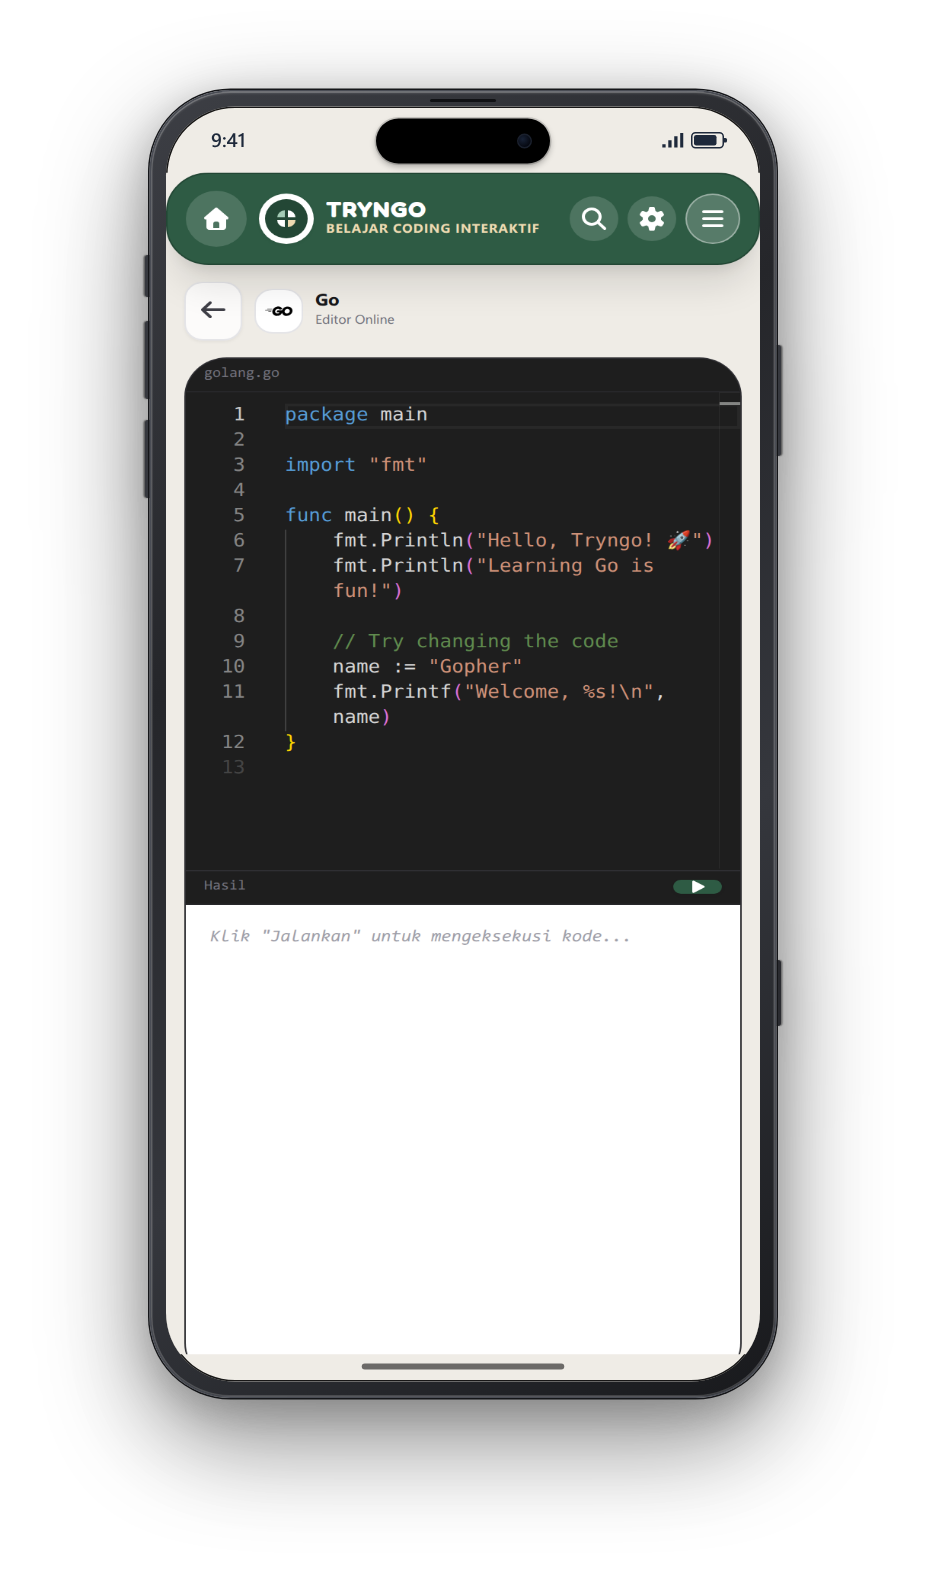 9:41
TRYNGO
BELAJAR CODING INTERAKTIF
GO
Go
Editor Online
golang.go
1 package main
2
3 import "fmt"
4
5 func main() {
6 fmt.Println("Hello, Tryngo! 🚀")
7 fmt.Println("Learning Go is
fun!")
8
9 // Try changing the code
10 name := "Gopher"
11 fmt.Printf("Welcome, %s!\n",
name)
12 }
13
Hasil
Klik "Jalankan" untuk mengeksekusi kode...